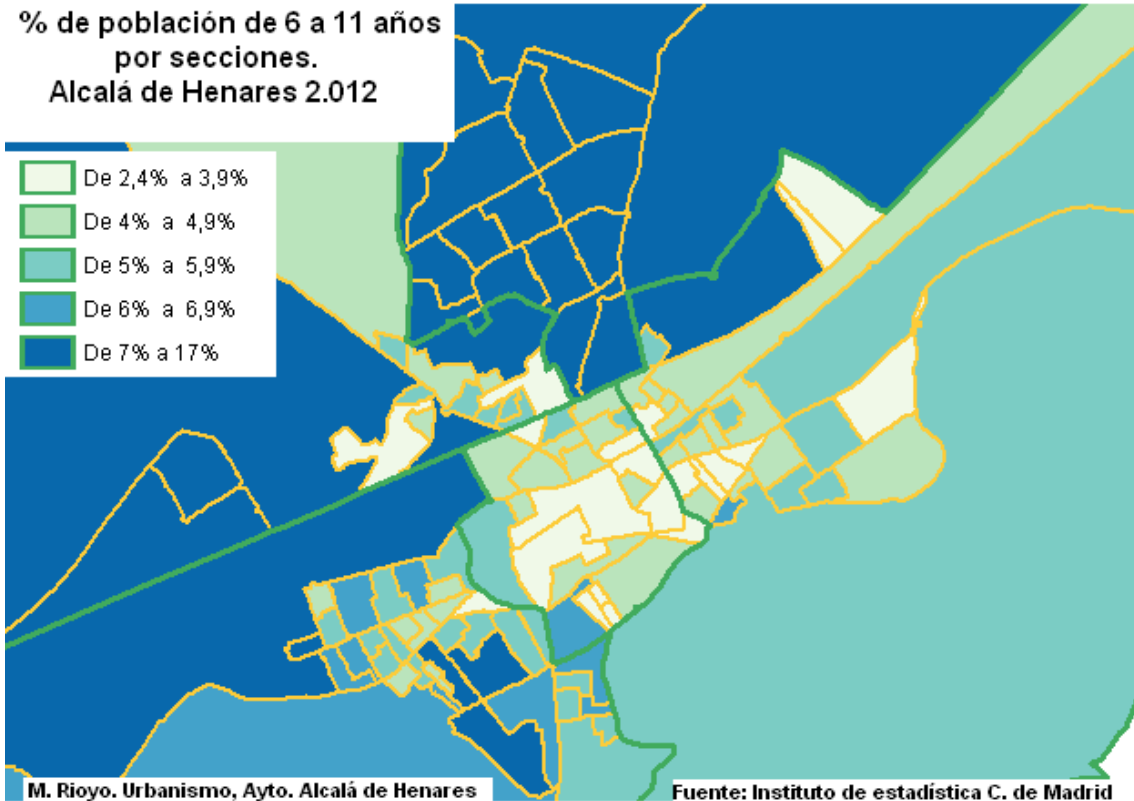 % de población de 6 a 11 años
por secciones.
Alcalá de Henares 2.012
De 2,4% a 3,9%
De 4% a 4,9%
De 5% a 5,9%
De 6% a 6,9%
De 7% a 17%
M. Rioyo. Urbanismo, Ayto. Alcalá de Henares
Fuente: Instituto de estadística C. de Madrid